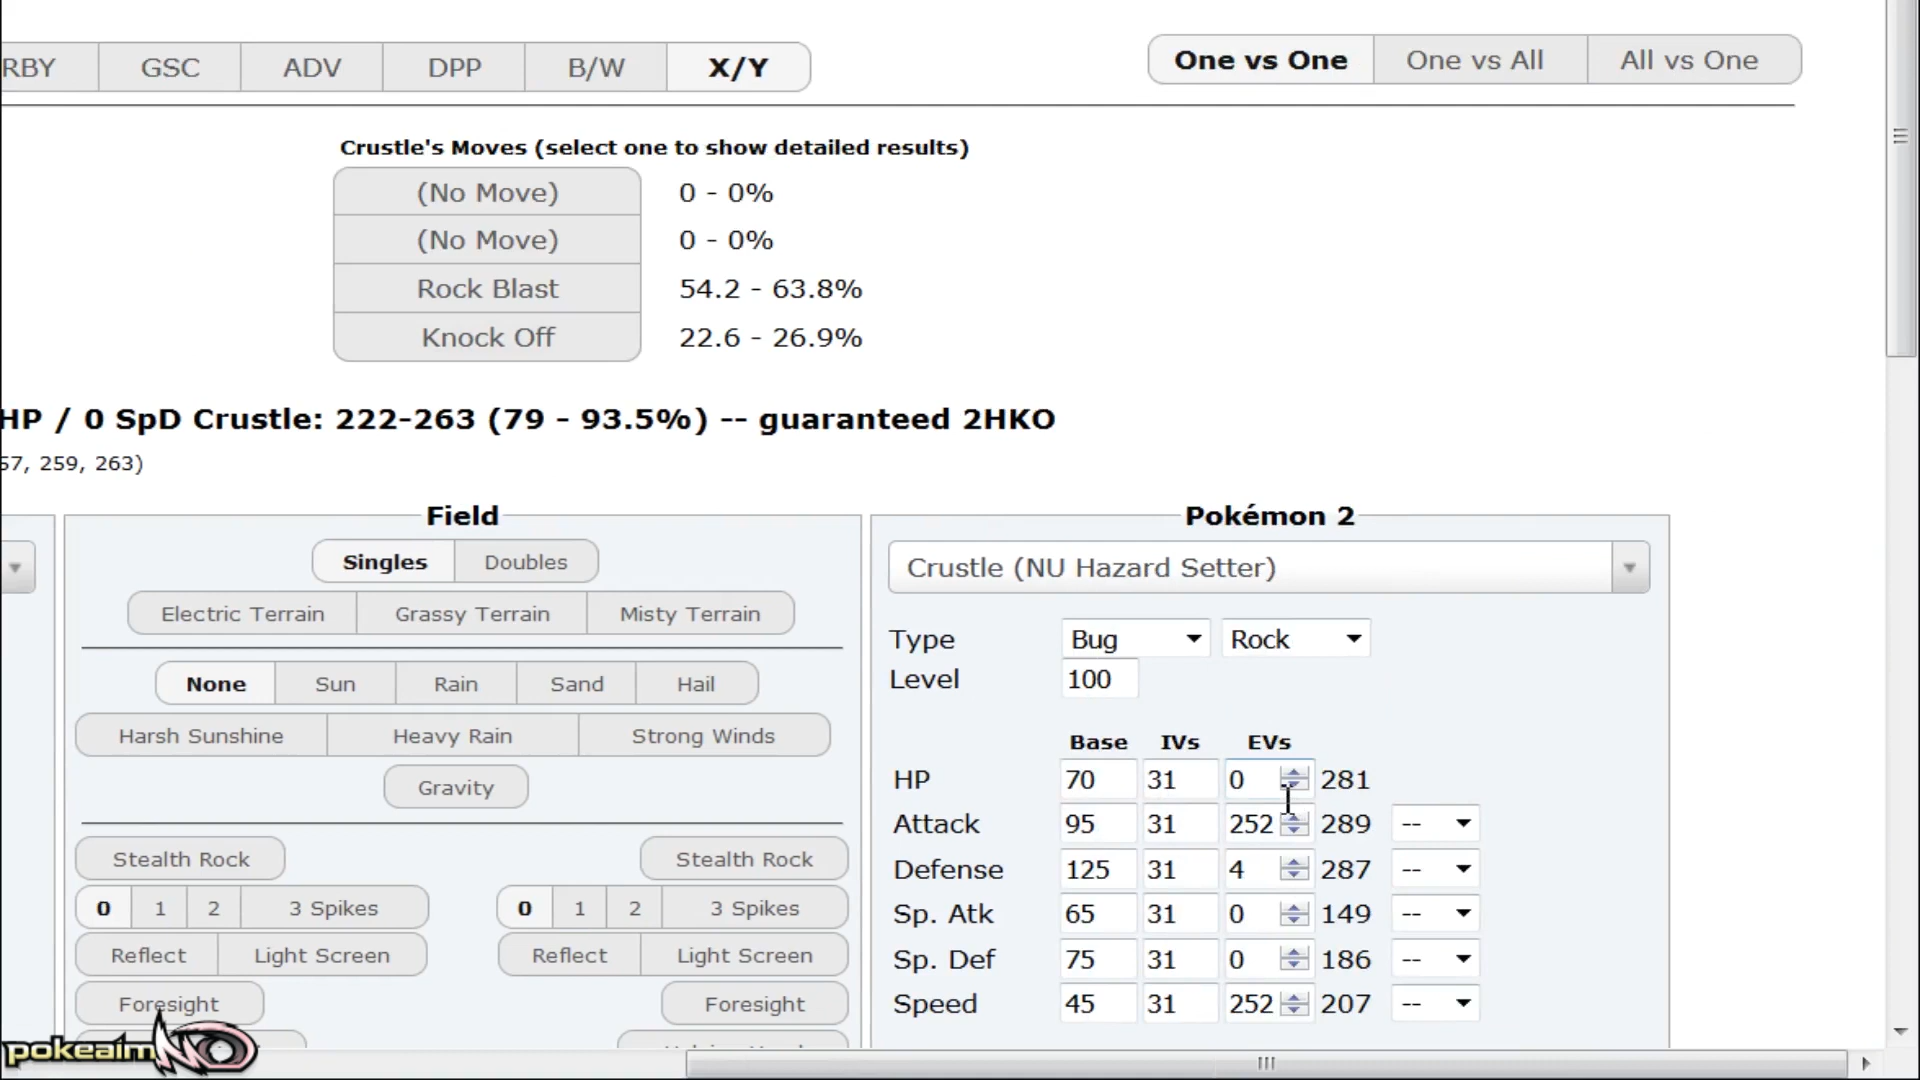 RBY GSC ADV DPP B/W X/Y One vs One One vs All All vs One
Crustle's Moves (select one to show detailed results)
(No Move) 0 - 0%
(No Move) 0 - 0%
Rock Blast 54.2 - 63.8%
Knock Off 22.6 - 26.9%
HP / 0 SpD Crustle: 222-263 (79 - 93.5%) -- guaranteed 2HKO
57, 259, 263)
Field
Singles Doubles
Electric Terrain Grassy Terrain Misty Terrain
None Sun Rain Sand Hail
Harsh Sunshine Heavy Rain Strong Winds
Gravity
Stealth Rock Stealth Rock
0 1 2 3 Spikes 0 1 2 3 Spikes
Reflect Light Screen Reflect Light Screen
Foresight Foresight
Pokémon 2
Crustle (NU Hazard Setter)
Type Bug Rock
Level 100
Base IVs EVs
HP 70 31 0 281
Attack 95 31 252 289 --
Defense 125 31 4 287 --
Sp. Atk 65 31 0 149 --
Sp. Def 75 31 0 186 --
Speed 45 31 252 207 --
pokeaimMD